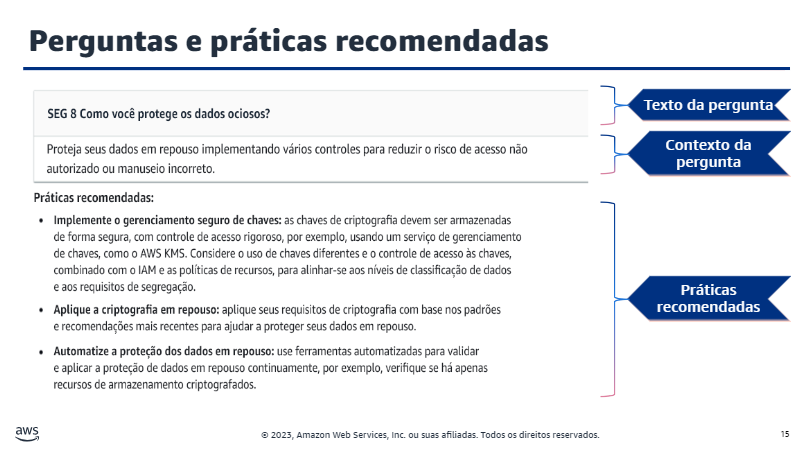 Perguntas e práticas recomendadas
SEG 8 Como você protege os dados ociosos?
Texto da pergunta
Proteja seus dados em repouso implementando vários controles para reduzir o risco de acesso não
autorizado ou manuseio incorreto.
Contexto da
pergunta
Práticas recomendadas:
• Implemente o gerenciamento seguro de chaves: as chaves de criptografia devem ser armazenadas
de forma segura, com controle de acesso rigoroso, por exemplo, usando um serviço de gerenciamento
de chaves, como o AWS KMS. Considere o uso de chaves diferentes e o controle de acesso às chaves,
combinado com o IAM e as políticas de recursos, para alinhar-se aos níveis de classificação de dados
e aos requisitos de segregação.
• Aplique a criptografia em repouso: aplique seus requisitos de criptografia com base nos padrões
e recomendações mais recentes para ajudar a proteger seus dados em repouso.
• Automatize a proteção dos dados em repouso: use ferramentas automatizadas para validar
e aplicar a proteção de dados em repouso continuamente, por exemplo, verifique se há apenas
recursos de armazenamento criptografados.
Práticas
recomendadas
aws
© 2023, Amazon Web Services, Inc. ou suas afiliadas. Todos os direitos reservados.
15